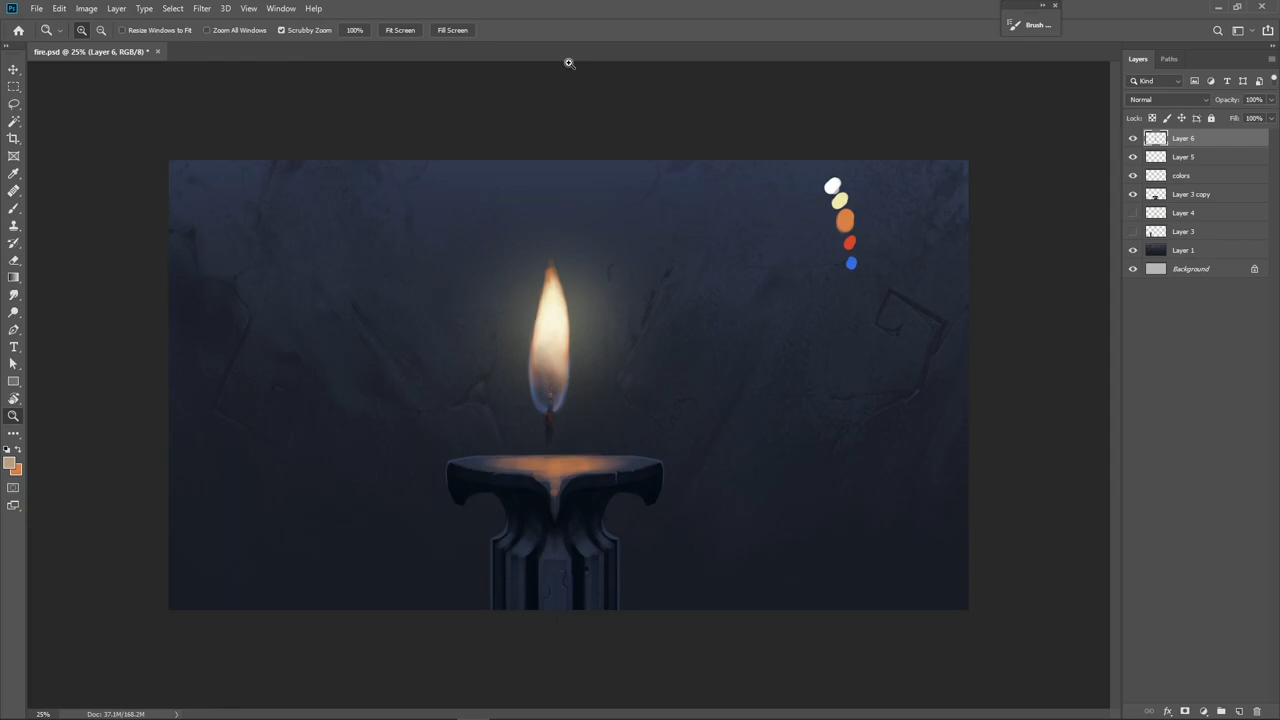 Ps File Edit Image Layer Type Select Filter 3D View Window Help
Brush ...
Resize Windows to Fit Zoom All Windows Scrubby Zoom 100% Fit Screen Fill Screen
fire.psd @ 25% (Layer 6, RGB/8) *
Layers Paths
Kind
Normal Opacity: 100%
Lock: Fill: 100%
Layer 6
Layer 5
colors
Layer 3 copy
Layer 4
Layer 3
Layer 1
Background
25% Doc: 37.1M/168.2M